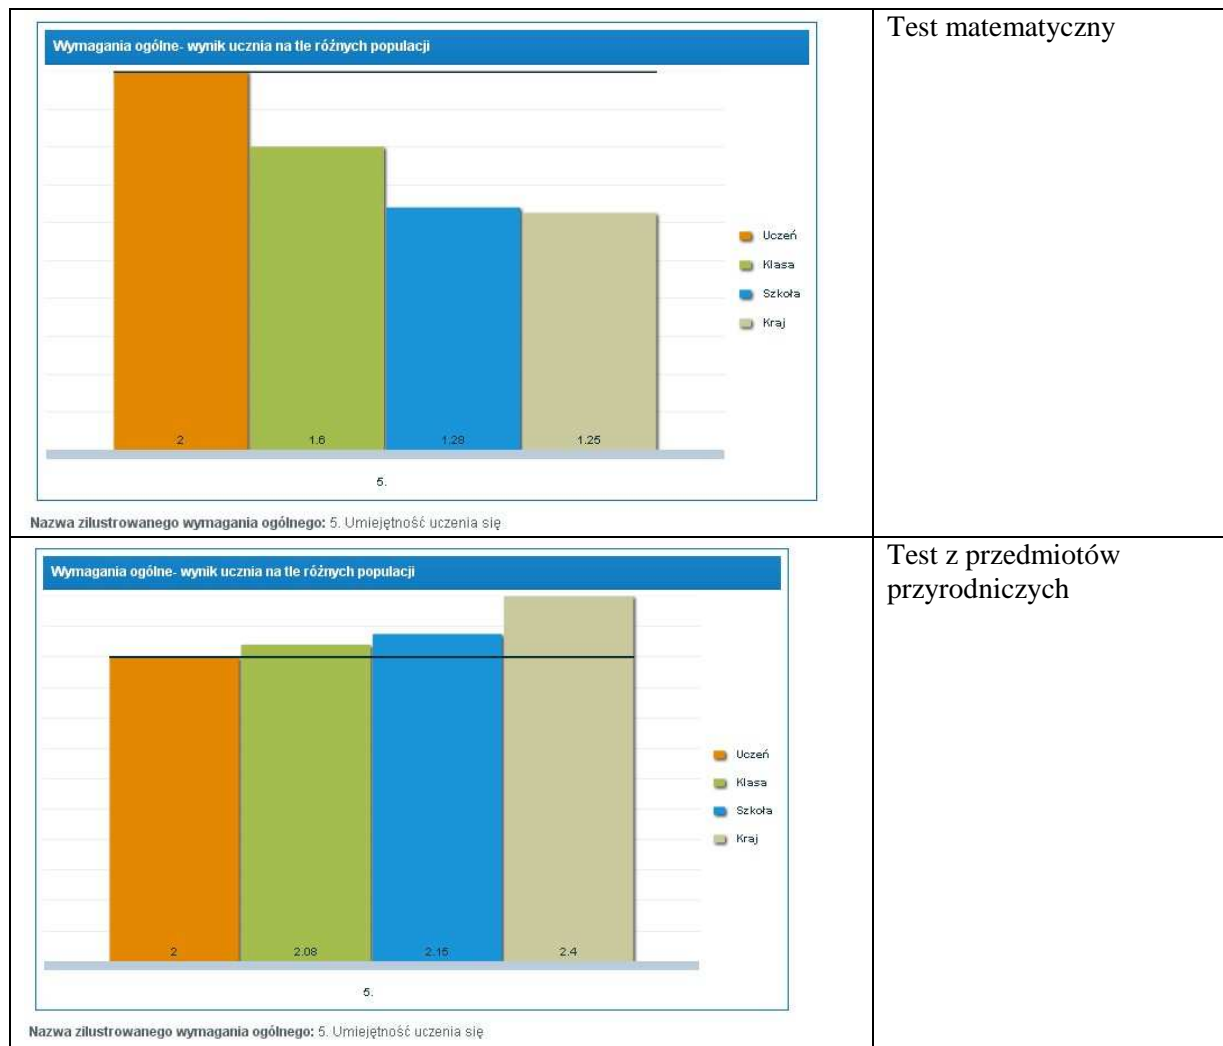 Wymagania ogólne- wynik ucznia na tle różnych populacji
Uczeń
Klasa
Szkoła
Kraj
2 1.6 1.28 1.25
5.
Nazwa zilustrowanego wymagania ogólnego: 5. Umiejętność uczenia się
Test matematyczny
Wymagania ogólne- wynik ucznia na tle różnych populacji
Uczeń
Klasa
Szkoła
Kraj
2 2.08 2.15 2.4
5.
Nazwa zilustrowanego wymagania ogólnego: 5. Umiejętność uczenia się
Test z przedmiotów
przyrodniczych